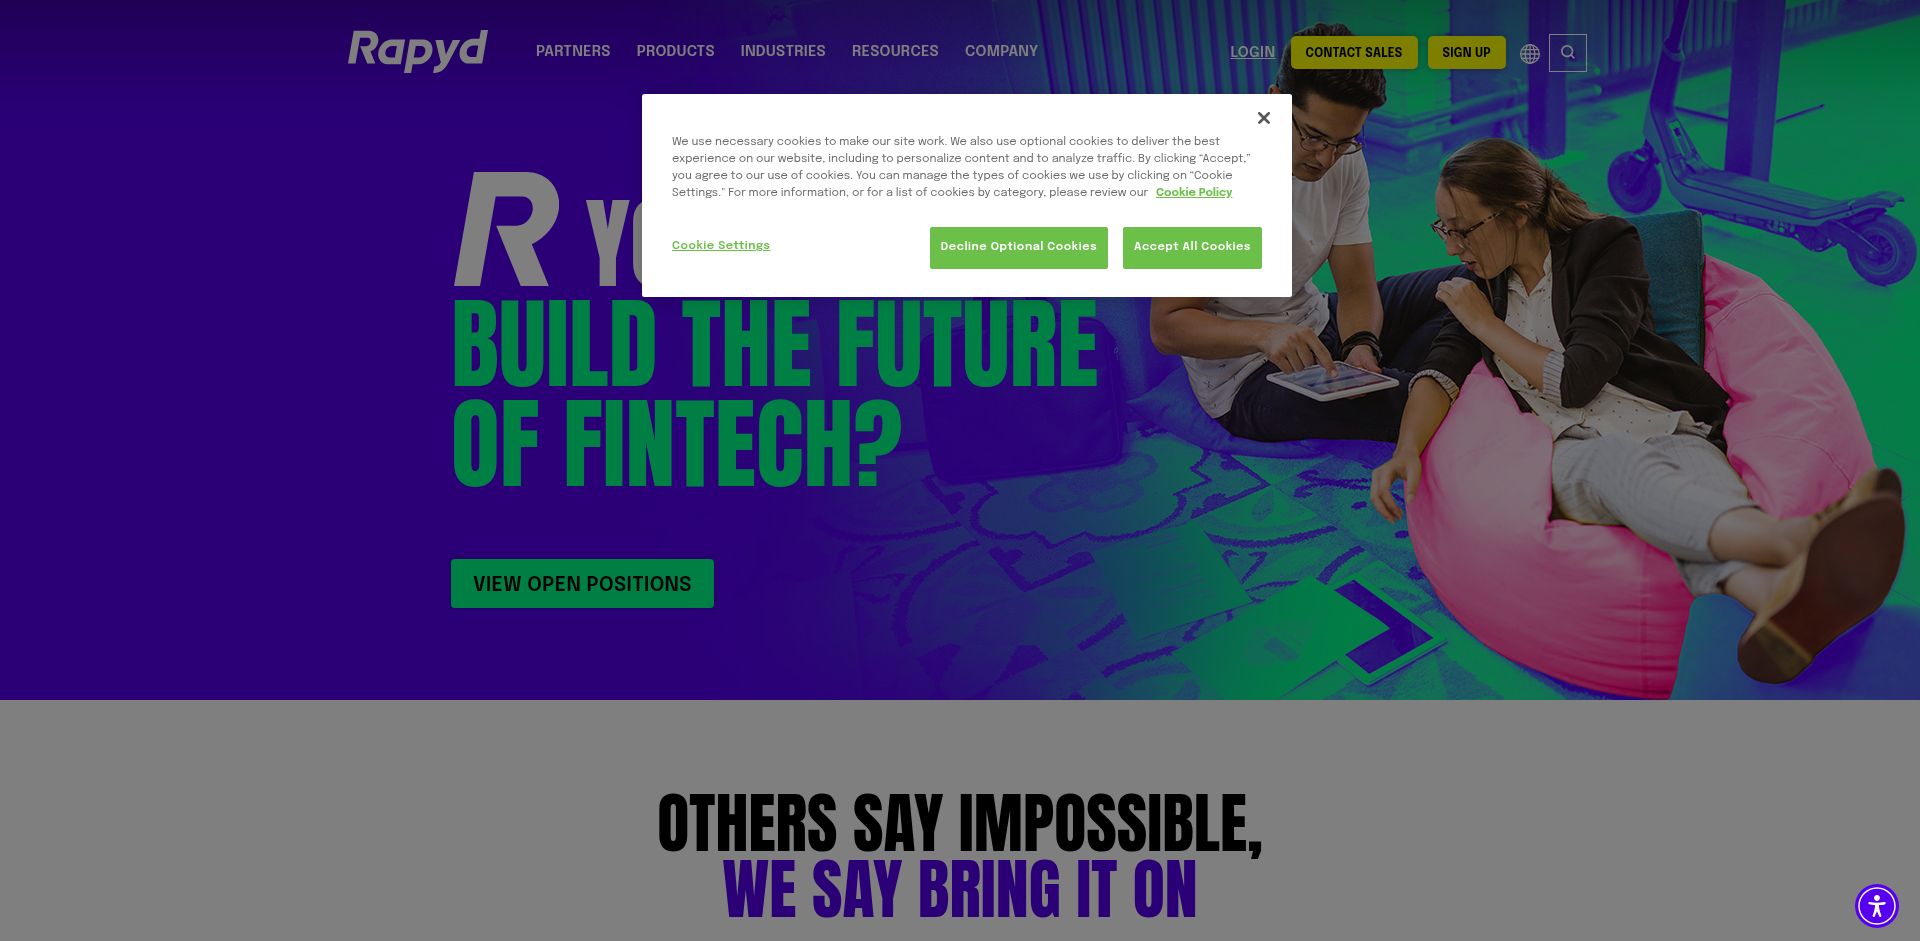 Rapyd
PARTNERS
PRODUCTS
INDUSTRIES
RESOURCES
COMPANY
LOGIN
CONTACT SALES
SIGN UP
We use necessary cookies to make our site work. We also use optional cookies to deliver the best
experience on our website, including to personalize content and to analyze traffic. By clicking “Accept,”
you agree to our use of cookies. You can manage the types of cookies we use by clicking on “Cookie
Settings." For more information, or for a list of cookies by category, please review our Cookie Policy
Cookie Settings
Decline Optional Cookies
Accept All Cookies
R
BUILD THE FUTURE
OF FINTECH?
VIEW OPEN POSITIONS
OTHERS SAY IMPOSSIBLE,
WE SAY BRING IT ON